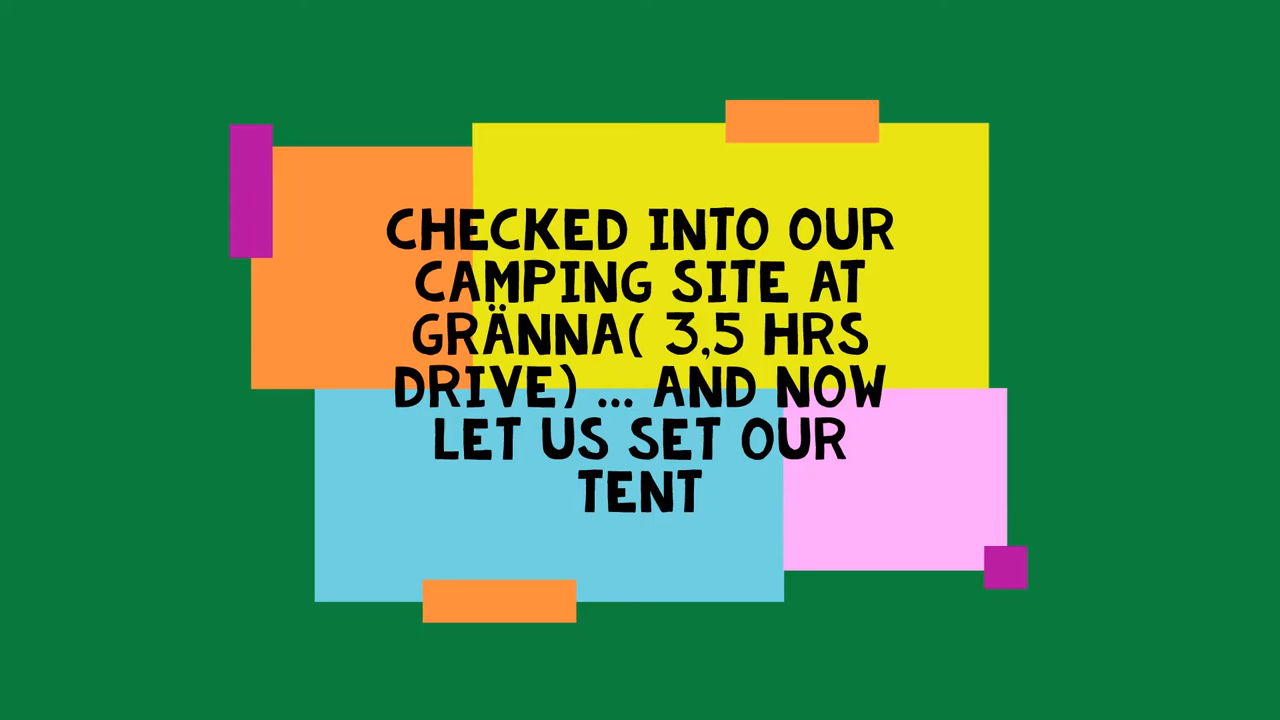 CHECKED INTO OUR
CAMPING SITE AT
GRÄNNA( 3,5 HRS
DRIVE) ... AND NOW
LET US SET OUR
TENT